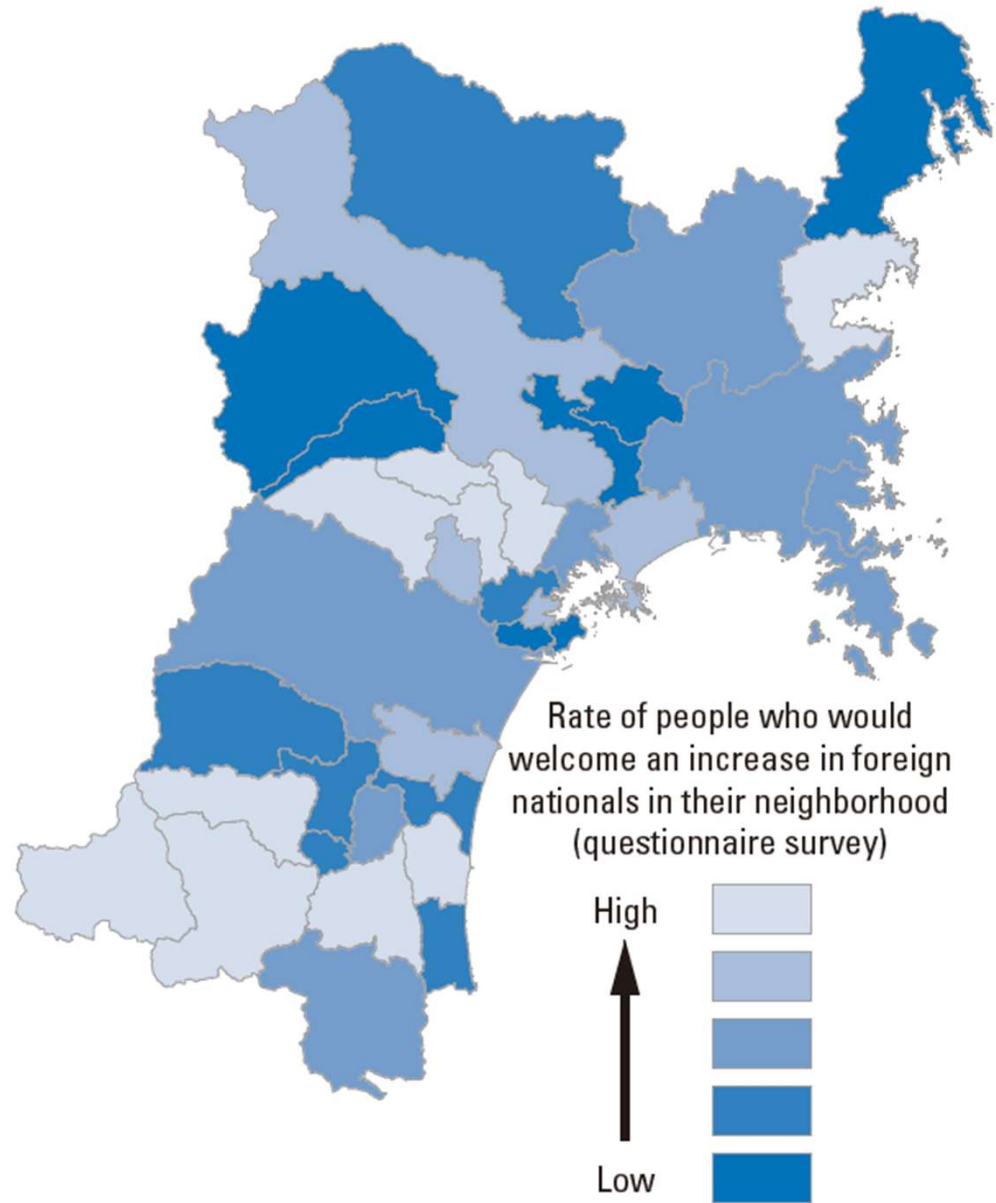 Rate of people who would
welcome an increase in foreign
nationals in their neighborhood
(questionnaire survey)
High
Low